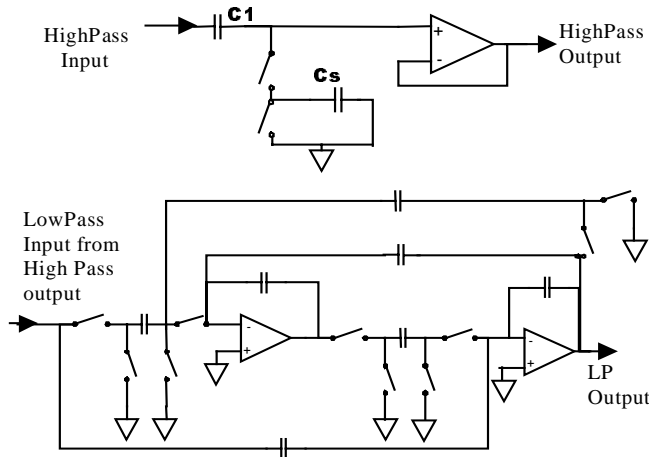 C1
HighPass
Input
+
-
HighPass
Output
Cs
LowPass
Input from
High Pass
output
-
+
-
+
LP
Output